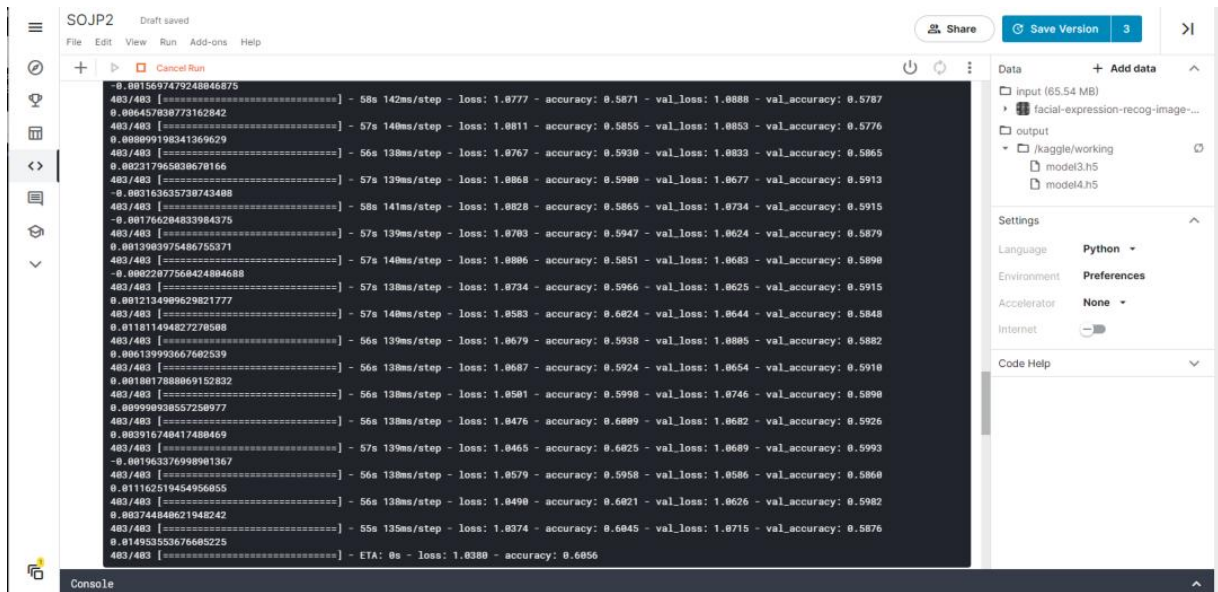 SOJP2 Draft saved
File Edit View Run Add-ons Help
Share
Save Version 3
Cancel Run
-0.0015697479248046875
403/403 [==============================] - 58s 142ms/step - loss: 1.0777 - accuracy: 0.5871 - val_loss: 1.0888 - val_accuracy: 0.5787
0.006457030773162842
403/403 [==============================] - 57s 140ms/step - loss: 1.0811 - accuracy: 0.5855 - val_loss: 1.0853 - val_accuracy: 0.5776
0.008099198341369629
403/403 [==============================] - 56s 138ms/step - loss: 1.0767 - accuracy: 0.5930 - val_loss: 1.0833 - val_accuracy: 0.5865
0.002317965030670166
403/403 [==============================] - 57s 139ms/step - loss: 1.0868 - accuracy: 0.5900 - val_loss: 1.0677 - val_accuracy: 0.5913
-0.003163635730743408
403/403 [==============================] - 58s 141ms/step - loss: 1.0828 - accuracy: 0.5865 - val_loss: 1.0734 - val_accuracy: 0.5915
-0.001766204833984375
403/403 [==============================] - 57s 139ms/step - loss: 1.0703 - accuracy: 0.5947 - val_loss: 1.0624 - val_accuracy: 0.5879
0.0013903975486755371
403/403 [==============================] - 57s 140ms/step - loss: 1.0806 - accuracy: 0.5851 - val_loss: 1.0683 - val_accuracy: 0.5890
-0.00022077560424804688
403/403 [==============================] - 57s 138ms/step - loss: 1.0734 - accuracy: 0.5966 - val_loss: 1.0625 - val_accuracy: 0.5915
0.0012134909629821777
403/403 [==============================] - 57s 140ms/step - loss: 1.0583 - accuracy: 0.6024 - val_loss: 1.0644 - val_accuracy: 0.5848
0.011811494827270508
403/403 [==============================] - 56s 139ms/step - loss: 1.0679 - accuracy: 0.5938 - val_loss: 1.0805 - val_accuracy: 0.5882
0.006139993667602539
403/403 [==============================] - 56s 138ms/step - loss: 1.0687 - accuracy: 0.5924 - val_loss: 1.0654 - val_accuracy: 0.5910
0.0018017888069152832
403/403 [==============================] - 56s 138ms/step - loss: 1.0501 - accuracy: 0.5998 - val_loss: 1.0746 - val_accuracy: 0.5890
0.009990930557250977
403/403 [==============================] - 56s 138ms/step - loss: 1.0476 - accuracy: 0.6009 - val_loss: 1.0682 - val_accuracy: 0.5926
0.003916740417480469
403/403 [==============================] - 57s 139ms/step - loss: 1.0465 - accuracy: 0.6025 - val_loss: 1.0689 - val_accuracy: 0.5993
-0.001963376998901367
403/403 [==============================] - 56s 138ms/step - loss: 1.0579 - accuracy: 0.5958 - val_loss: 1.0586 - val_accuracy: 0.5860
0.011162519454956055
403/403 [==============================] - 56s 138ms/step - loss: 1.0490 - accuracy: 0.6021 - val_loss: 1.0626 - val_accuracy: 0.5982
0.003744840621948242
403/403 [==============================] - 55s 135ms/step - loss: 1.0374 - accuracy: 0.6045 - val_loss: 1.0715 - val_accuracy: 0.5876
0.014953553676605225
403/403 [==============================] - ETA: 0s - loss: 1.0380 - accuracy: 0.6056
Console
Data + Add data
input (65.54 MB)
facial-expression-recog-image-...
output
/kaggle/working
model3.h5
model4.h5
Settings
Language Python
Environment Preferences
Accelerator None
Internet
Code Help